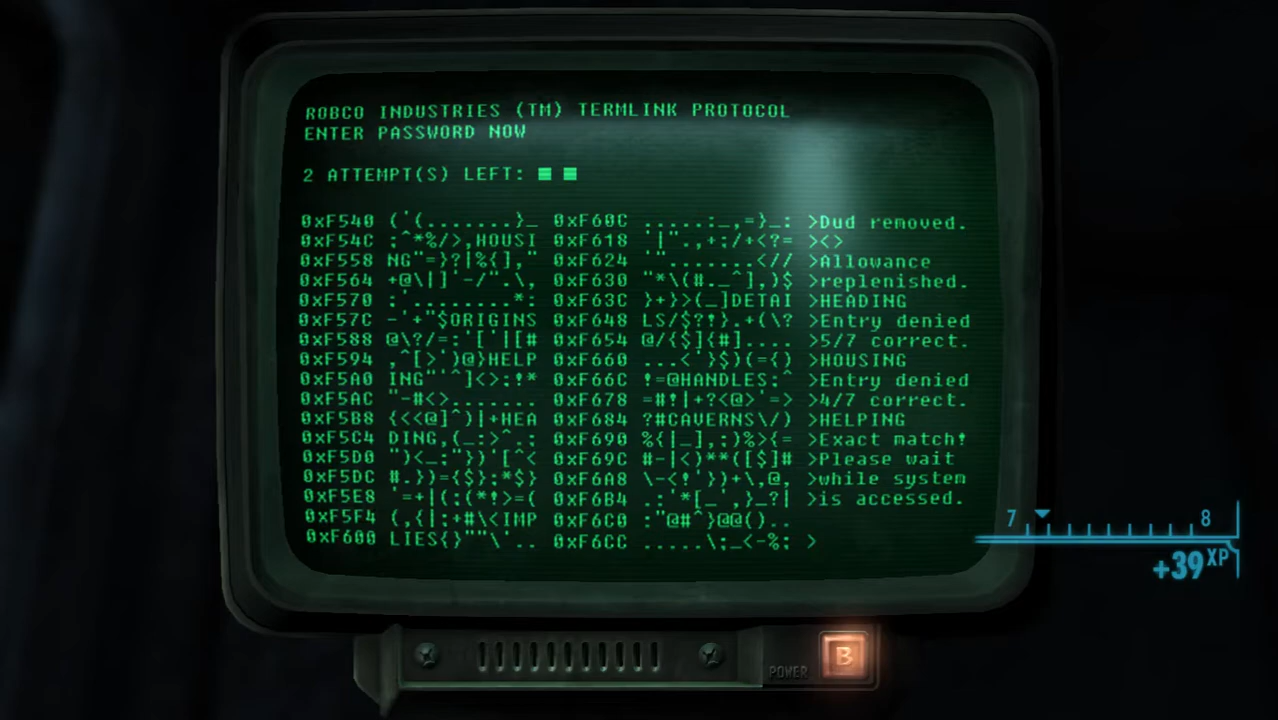 ROBCO INDUSTRIES (TM) TERMLINK PROTOCOL
ENTER PASSWORD NOW
2 ATTEMPT(S) LEFT: ■ ■
0xF540 ('(.......}_ 0xF60C .....:_,=}_: >Dud removed.
0xF54C :^*%/>,HOUSI 0xF618 '|".,+:/+<?= ><>
0xF558 NG"=}?|%{],″ 0xF624 '".......<// >Allowance
0xF564 +@\|]'-/".\, 0xF630 "*\(#._^],)$ >replenished.
0xF570 :'........*: 0xF63C }+}>(_]DETAI >HEADING
0xF57C -'+"$ORIGINS 0xF648 LS/$?!}.+(\? >Entry denied
0xF588 @\?/=:'['|[# 0xF654 @/{$]{#].... >5/7 correct.
0xF594 ,^[>')@}HELP 0xF660 ...<'}$)(={) >HOUSING
0xF5A0 ING"'^]<>:!* 0xF66C !=@HANDLES:^ >Entry denied
0xF5AC "-#<>....... 0xF678 =#!|+?<@>'=> >4/7 correct.
0xF5B8 {<<@]^)|+HEA 0xF684 ?#CAVERNS\/) >HELPING
0xF5C4 DING,(_:>^.: 0xF690 %{|_],:)%>{= >Exact match!
0xF5D0 ")<_:"})'[^< 0xF69C #-|<)**([$]# >Please wait
0xF5DC #.})={$}:*$} 0xF6A8 \-<!'})+\,@, >while system
0xF5E8 '=+|(:(*!>=( 0xF6B4 .:'*[_',}_?| >is accessed.
0xF5F4 (,{|:+#\<IMP 0xF6C0 :"@#^}@@()..
0xF600 LIES{}""\'.. 0xF6CC .....\;_<-%; >
7 8
+39 XP
POWER B